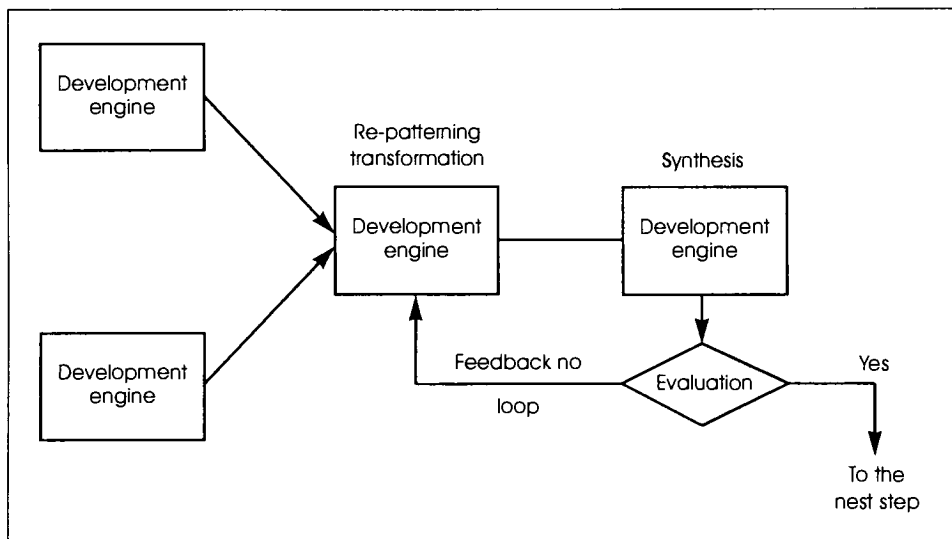 Development
engine
Re-patterning
transformation
Synthesis
Development
engine
Development
engine
Development
engine
Feedback no
loop
Evaluation
Yes
To the
nest step